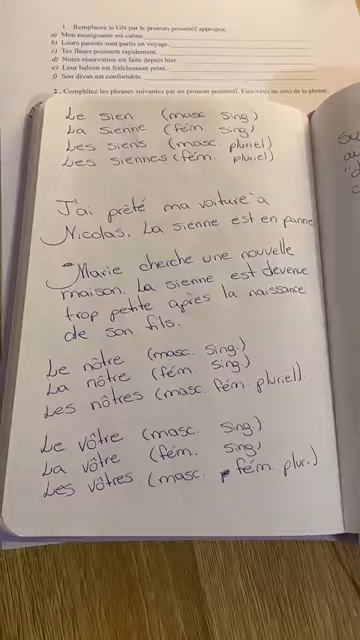 1. Remplacez le GN par le pronom possessif approprié.
a) Mon enseignante est calme.
b) Leurs parents sont partis en voyage.
c) Tes fleurs poussent rapidement.
d) Notre réservation est faite depuis hier.
e) Leur balcon est fraîchement peint.
f) Son divan est confortable.
2. Complétez les phrases suivantes par un pronom possessif. Fiez-vous au sens de la phrase.
Le sien (masc sing)
La sienne (fém. sing)
Les siens (masc. pluriel)
Les siennes (fém. pluriel)
J'ai prêté ma voiture à
Nicolas. La sienne est en panne
Marie cherche une nouvelle
maison. La sienne est devenue
trop petite après la naissance
de son fils.
Le nôtre (masc. Sing.)
La nôtre (fém. sing.)
Les nôtres (masc. fém. pluriel).
Le vôtre (masc. Sing.)
La vôtre (fém. Sing)
Les vôtres (masc. fém. plur.)
su
au